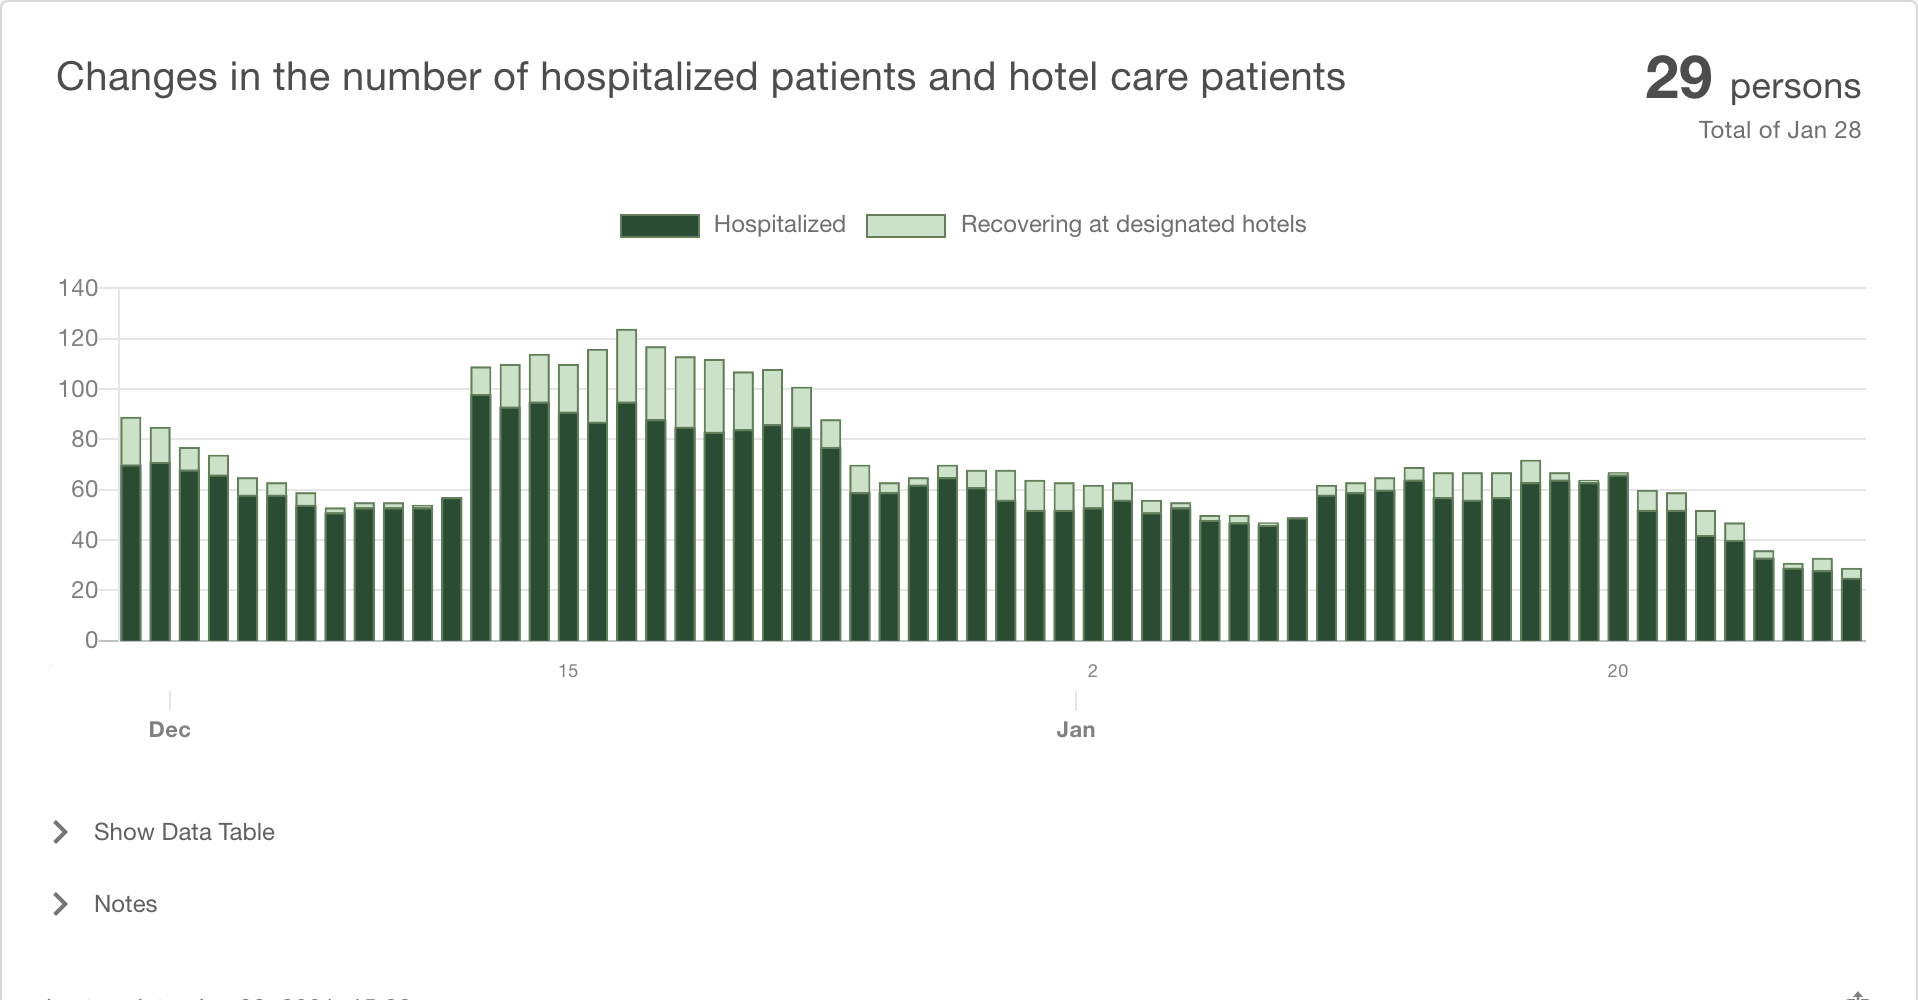 Changes in the number of hospitalized patients and hotel care patients
29 persons
Total of Jan 28
Hospitalized Recovering at designated hotels
140
120
100
80
60
40
20
0
15 2 20
Dec Jan
Show Data Table
Notes